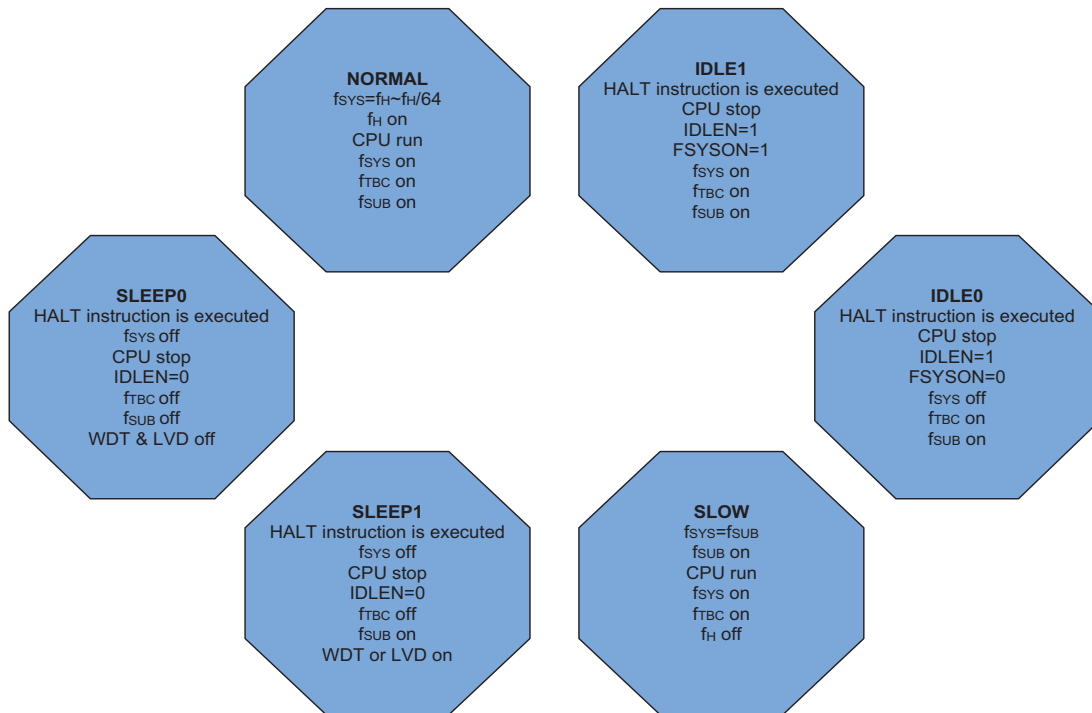 NORMAL
fSYS=fH~fH/64
fH on
CPU run
fSYS on
fTBC on
fSUB on
IDLE1
HALT instruction is executed
CPU stop
IDLEN=1
FSYSON=1
fSYS on
fTBC on
fSUB on
SLEEP0
HALT instruction is executed
fSYS off
CPU stop
IDLEN=0
fTBC off
fSUB off
WDT & LVD off
IDLE0
HALT instruction is executed
CPU stop
IDLEN=1
FSYSON=0
fSYS off
fTBC on
fSUB on
SLEEP1
HALT instruction is executed
fSYS off
CPU stop
IDLEN=0
fTBC off
fSUB on
WDT or LVD on
SLOW
fSYS=fSUB
fSUB on
CPU run
fSYS on
fTBC on
fH off